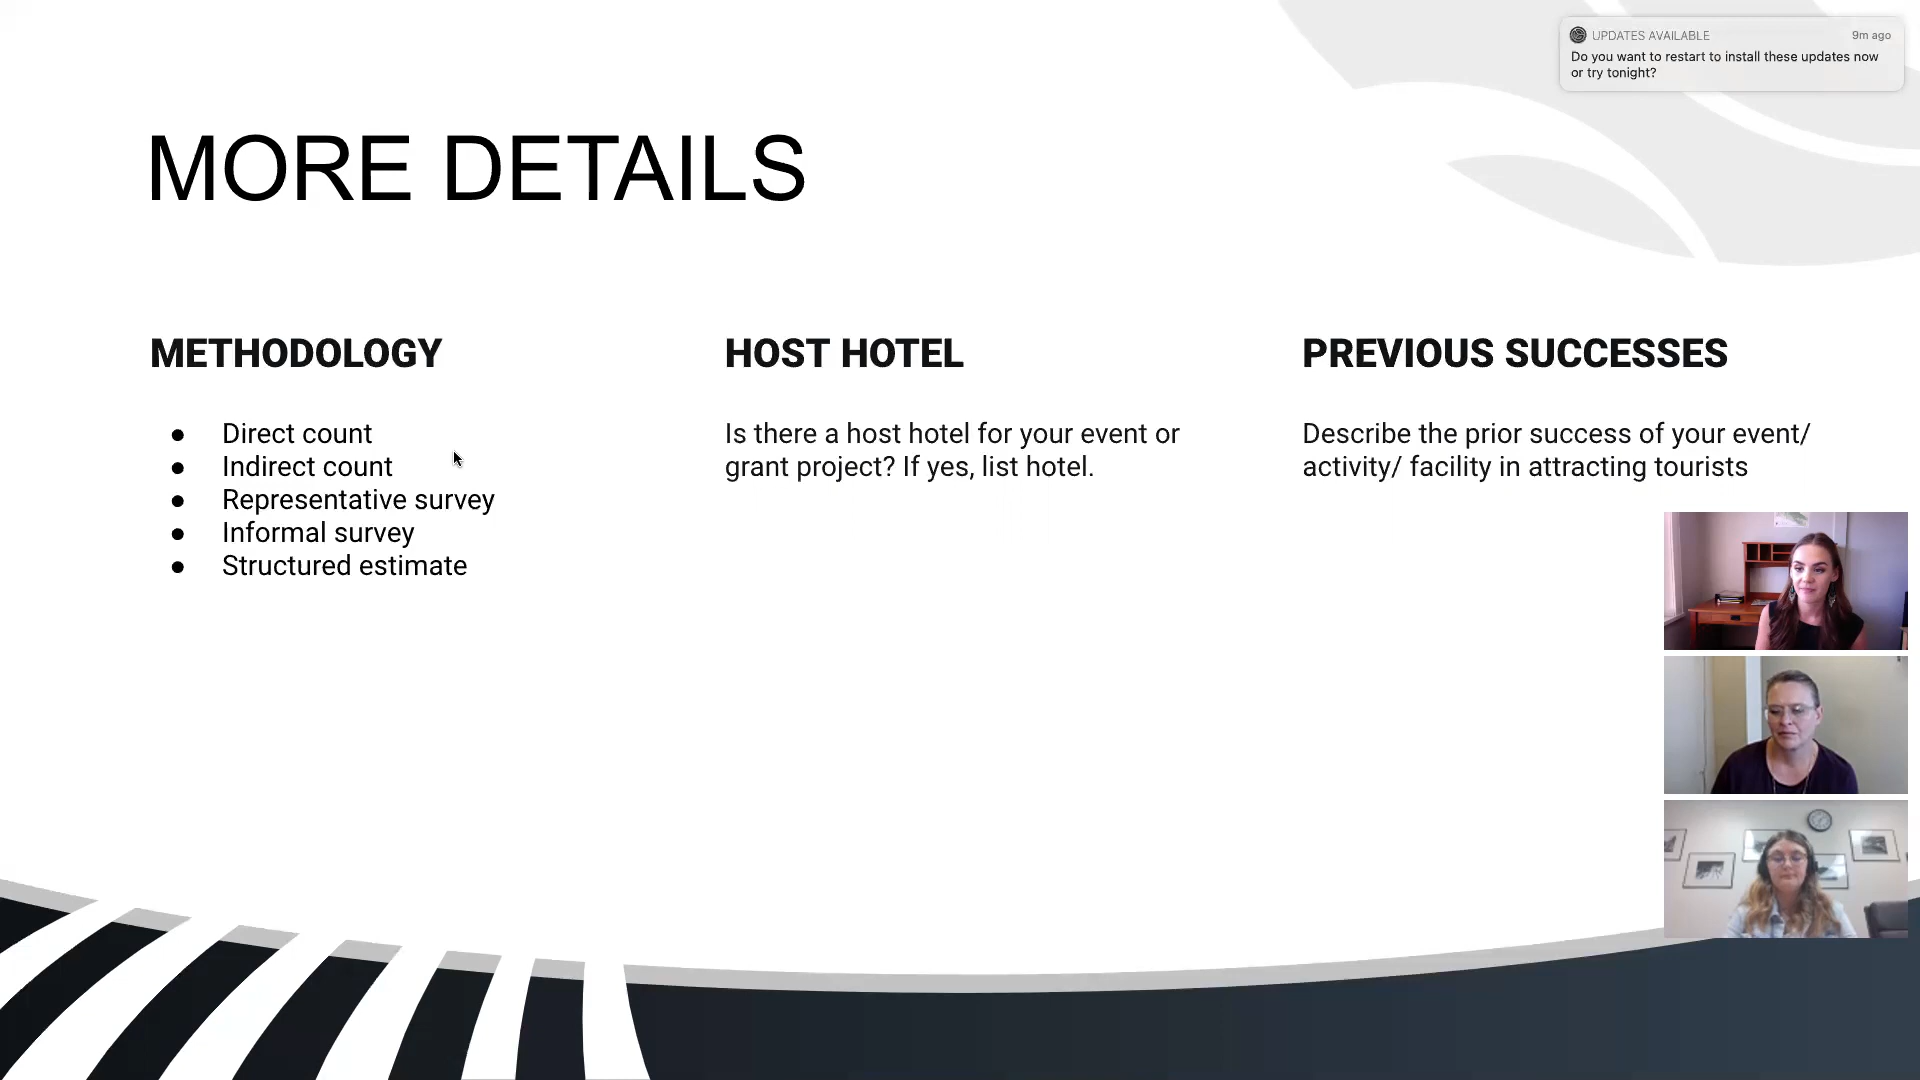 UPDATES AVAILABLE
9m ago
Do you want to restart to install these updates now
or try tonight?
MORE DETAILS
METHODOLOGY
● Direct count
● Indirect count
● Representative survey
● Informal survey
● Structured estimate
HOST HOTEL
Is there a host hotel for your event or
grant project? If yes, list hotel.
PREVIOUS SUCCESSES
Describe the prior success of your event/
activity/ facility in attracting tourists